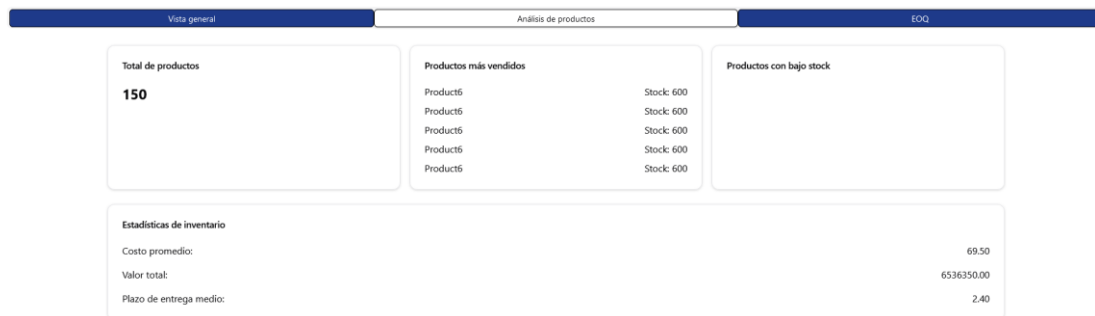 Vista general
Análisis de productos
EOQ
Total de productos
150
Productos más vendidos
Product6 Stock: 600
Product6 Stock: 600
Product6 Stock: 600
Product6 Stock: 600
Product6 Stock: 600
Productos con bajo stock
Estadísticas de inventario
Costo promedio: 69.50
Valor total: 6536350.00
Plazo de entrega medio: 2.40